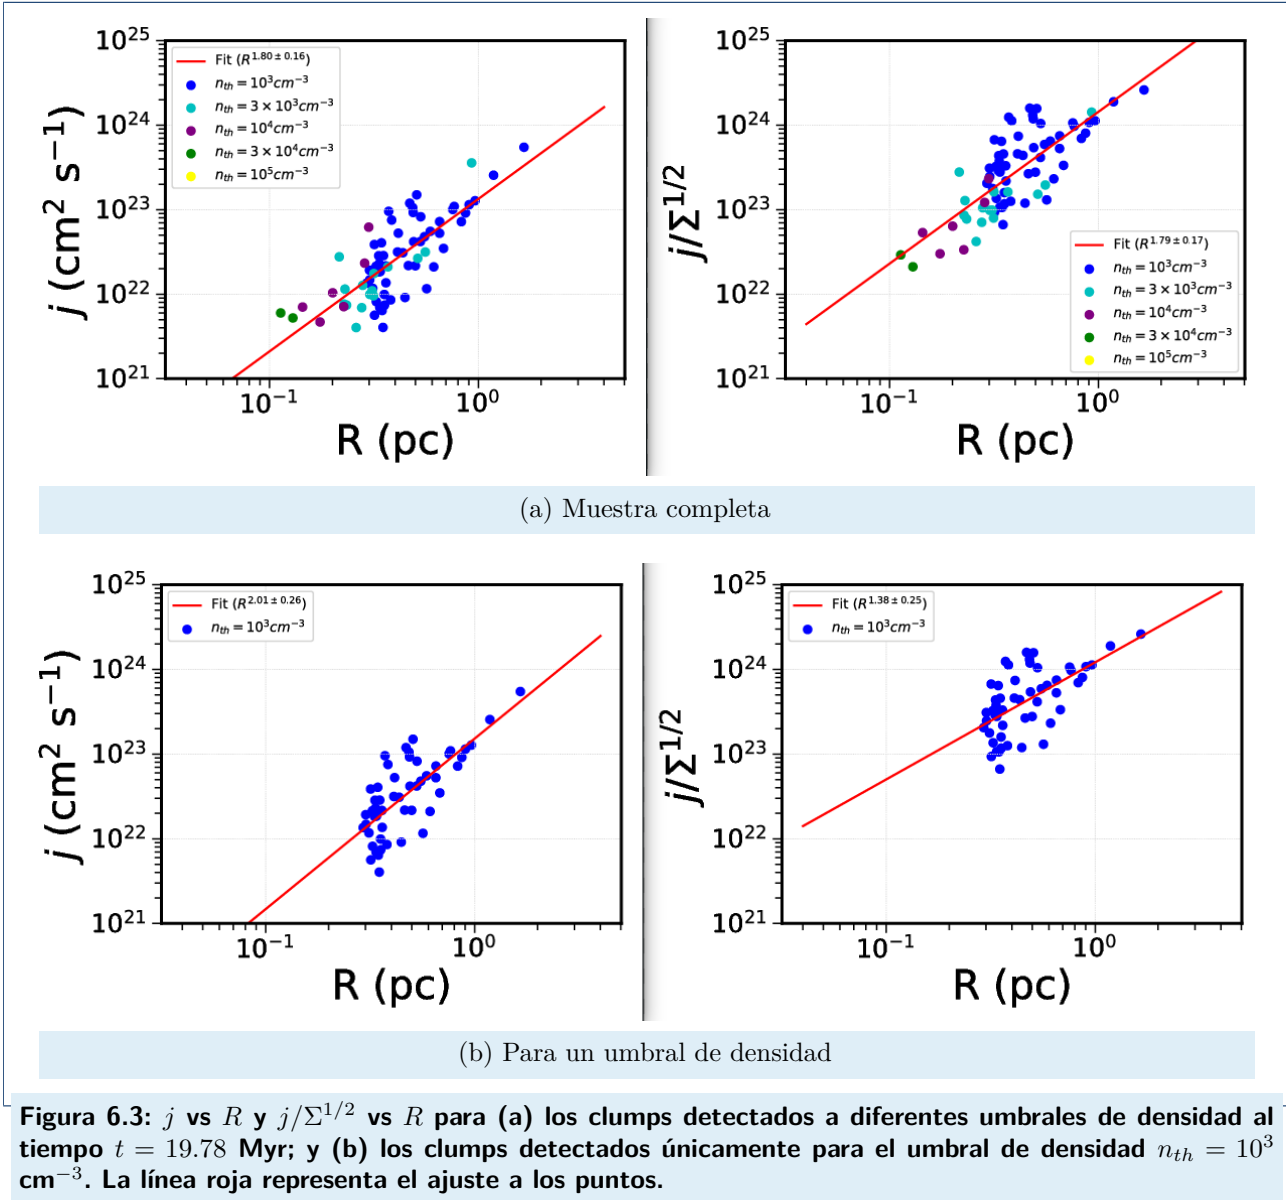 10^25
10^24
10^23
10^22
10^21
j (cm^2 s^−1)
Fit (R^1.80 ± 0.16)
n_th = 10^3 cm^−3
n_th = 3 × 10^3 cm^−3
n_th = 10^4 cm^−3
n_th = 3 × 10^4 cm^−3
n_th = 10^5 cm^−3
10^−1 10^0
R (pc)
10^25
10^24
10^23
10^22
10^21
j/Σ^1/2
Fit (R^1.79 ± 0.17)
n_th = 10^3 cm^−3
n_th = 3 × 10^3 cm^−3
n_th = 10^4 cm^−3
n_th = 3 × 10^4 cm^−3
n_th = 10^5 cm^−3
10^−1 10^0
R (pc)
(a) Muestra completa
10^25
10^24
10^23
10^22
10^21
j (cm^2 s^−1)
Fit (R^2.01 ± 0.26)
n_th = 10^3 cm^−3
10^−1 10^0
R (pc)
10^25
10^24
10^23
10^22
10^21
j/Σ^1/2
Fit (R^1.38 ± 0.25)
n_th = 10^3 cm^−3
10^−1 10^0
R (pc)
(b) Para un umbral de densidad
Figura 6.3: j vs R y j/Σ^1/2 vs R para (a) los clumps detectados a diferentes umbrales de densidad al
tiempo t = 19.78 Myr; y (b) los clumps detectados únicamente para el umbral de densidad n_th = 10^3
cm^−3. La línea roja representa el ajuste a los puntos.